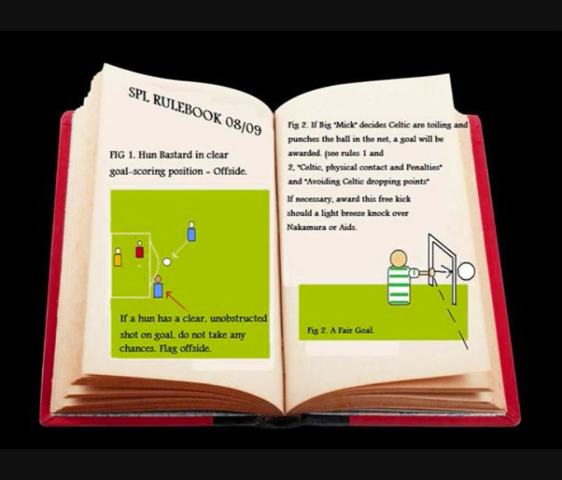 SPL RULEBOOK 08/09
FIG 1. Hun Bastard in clear
goal-scoring position - Offside.
If a hun has a clear, unobstructed
shot on goal, do not take any
chances. Flag offside.
Fig 2. If Big "Mick" decides Celtic are toiling and
punches the ball in the net, a goal will be
awarded. (see rules 1 and
2, "Celtic, physical contact and Penalties"
and "Avoiding Celtic dropping points"
If necessary, award this free kick
should a light breeze knock over
Nakamura or Aids.
Fig 2. A Fair Goal.